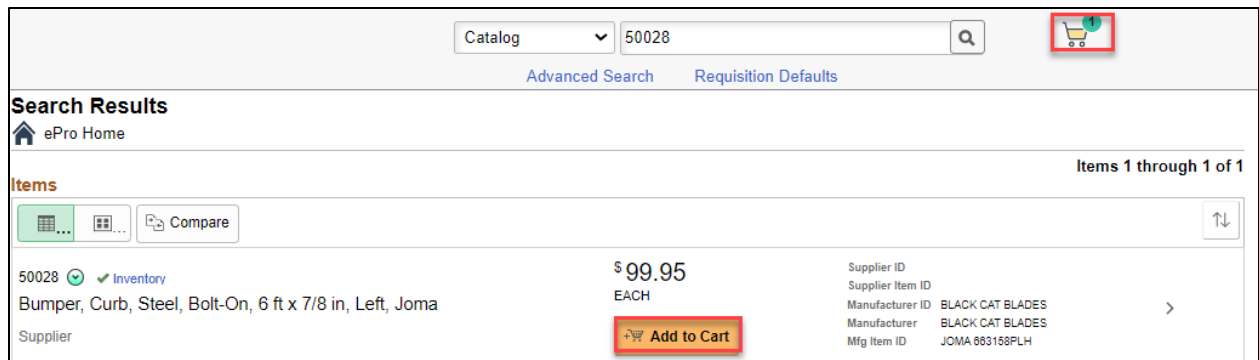 Catalog 50028 1
Advanced Search Requisition Defaults
Search Results
ePro Home
Items 1 through 1 of 1
Items
... ... Compare
50028 Inventory
Bumper, Curb, Steel, Bolt-On, 6 ft x 7/8 in, Left, Joma
Supplier
$99.95
EACH
Add to Cart
Supplier ID
Supplier Item ID
Manufacturer ID BLACK CAT BLADES
Manufacturer BLACK CAT BLADES
Mfg Item ID JOMA 663158PLH